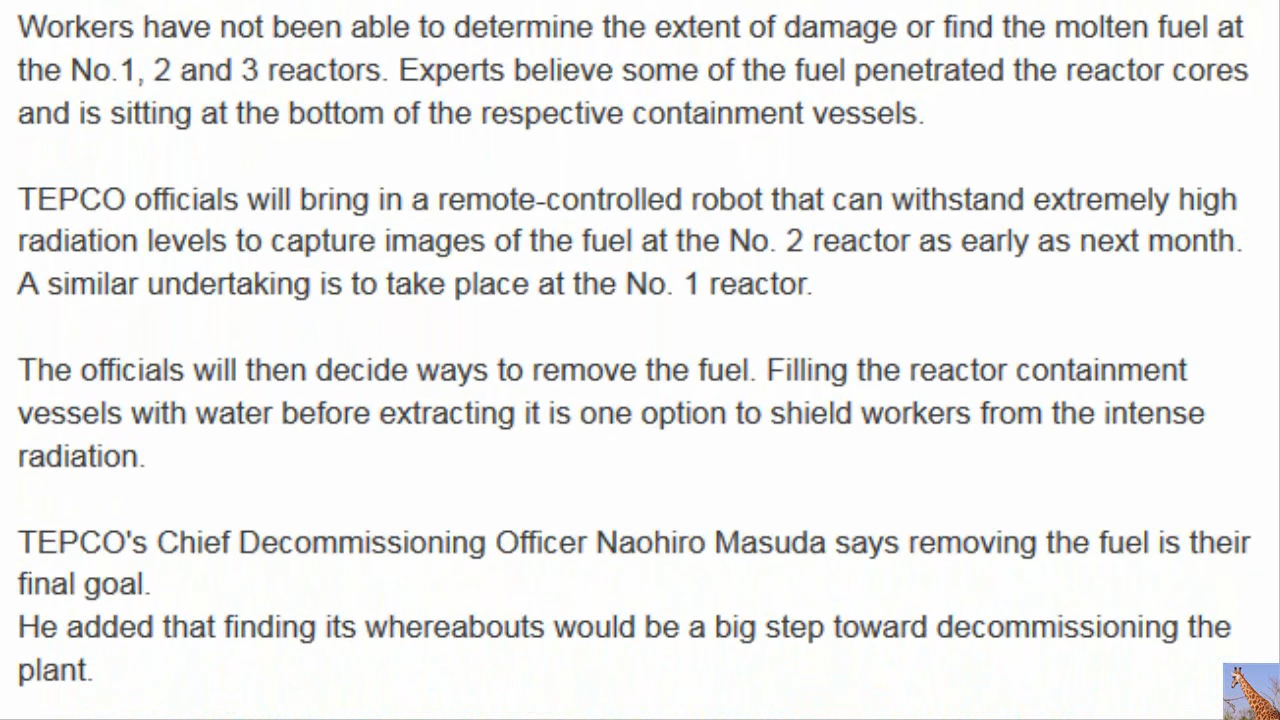 Workers have not been able to determine the extent of damage or find the molten fuel at
the No.1, 2 and 3 reactors. Experts believe some of the fuel penetrated the reactor cores
and is sitting at the bottom of the respective containment vessels.
TEPCO officials will bring in a remote-controlled robot that can withstand extremely high
radiation levels to capture images of the fuel at the No. 2 reactor as early as next month.
A similar undertaking is to take place at the No. 1 reactor.
The officials will then decide ways to remove the fuel. Filling the reactor containment
vessels with water before extracting it is one option to shield workers from the intense
radiation.
TEPCO's Chief Decommissioning Officer Naohiro Masuda says removing the fuel is their
final goal.
He added that finding its whereabouts would be a big step toward decommissioning the
plant.